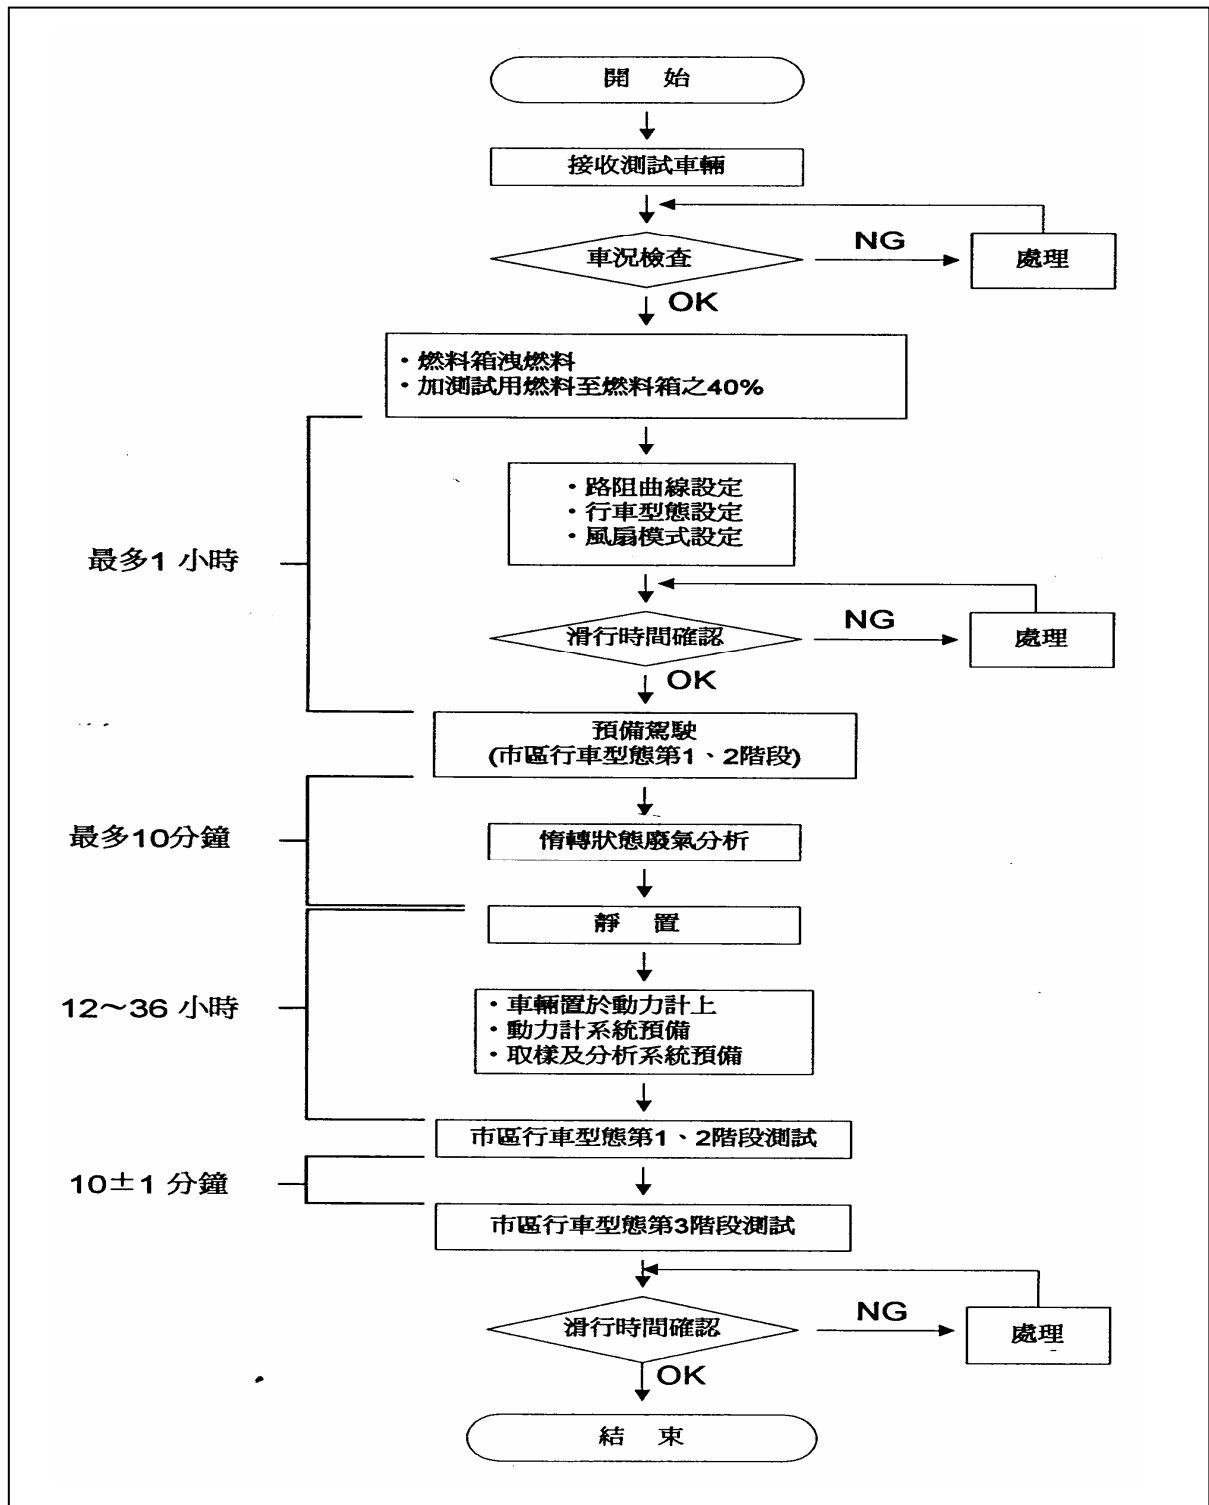 開 始
接收測試車輛
車況檢查
NG
處理
OK
・燃料箱洩燃料
・加測試用燃料至燃料箱之40%
・路阻曲線設定
・行車型態設定
・風扇模式設定
最多1 小時
滑行時間確認
NG
處理
OK
預備駕駛
(市區行車型態第1、2階段)
最多10分鐘
惰轉狀態廢氣分析
靜 置
12～36 小時
・車輛置於動力計上
・動力計系統預備
・取樣及分析系統預備
市區行車型態第1、2階段測試
10±1 分鐘
市區行車型態第3階段測試
滑行時間確認
NG
處理
OK
結 束